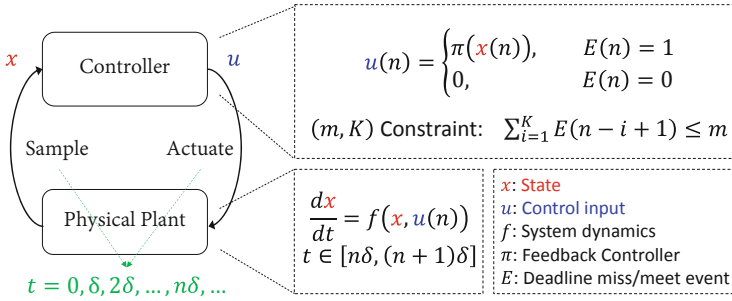 x
Controller
u
Sample
Actuate
Physical Plant
t = 0, δ, 2δ, …, nδ, …
u(n) = {π(x(n)), E(n) = 1
0, E(n) = 0
(m, K) Constraint: ∑_{i=1}^{K} E(n − i + 1) ≤ m
dx/dt = f(x, u(n))
t ∈ [nδ, (n + 1)δ]
x: State
u: Control input
f: System dynamics
π: Feedback Controller
E: Deadline miss/meet event